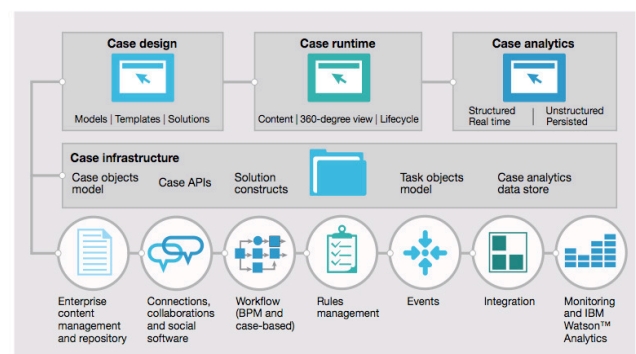 Case design
Models | Templates | Solutions
Case runtime
Content | 360-degree view | Lifecycle
Case analytics
Structured
Real time
Unstructured
Persisted
Case infrastructure
Case objects
model
Case APIs
Solution
constructs
Task objects
model
Case analytics
data store
Enterprise
content
management
and repository
Connections,
collaborations
and social
software
Workflow
(BPM and
case-based)
Rules
management
Events
Integration
Monitoring
and IBM
Watson™
Analytics